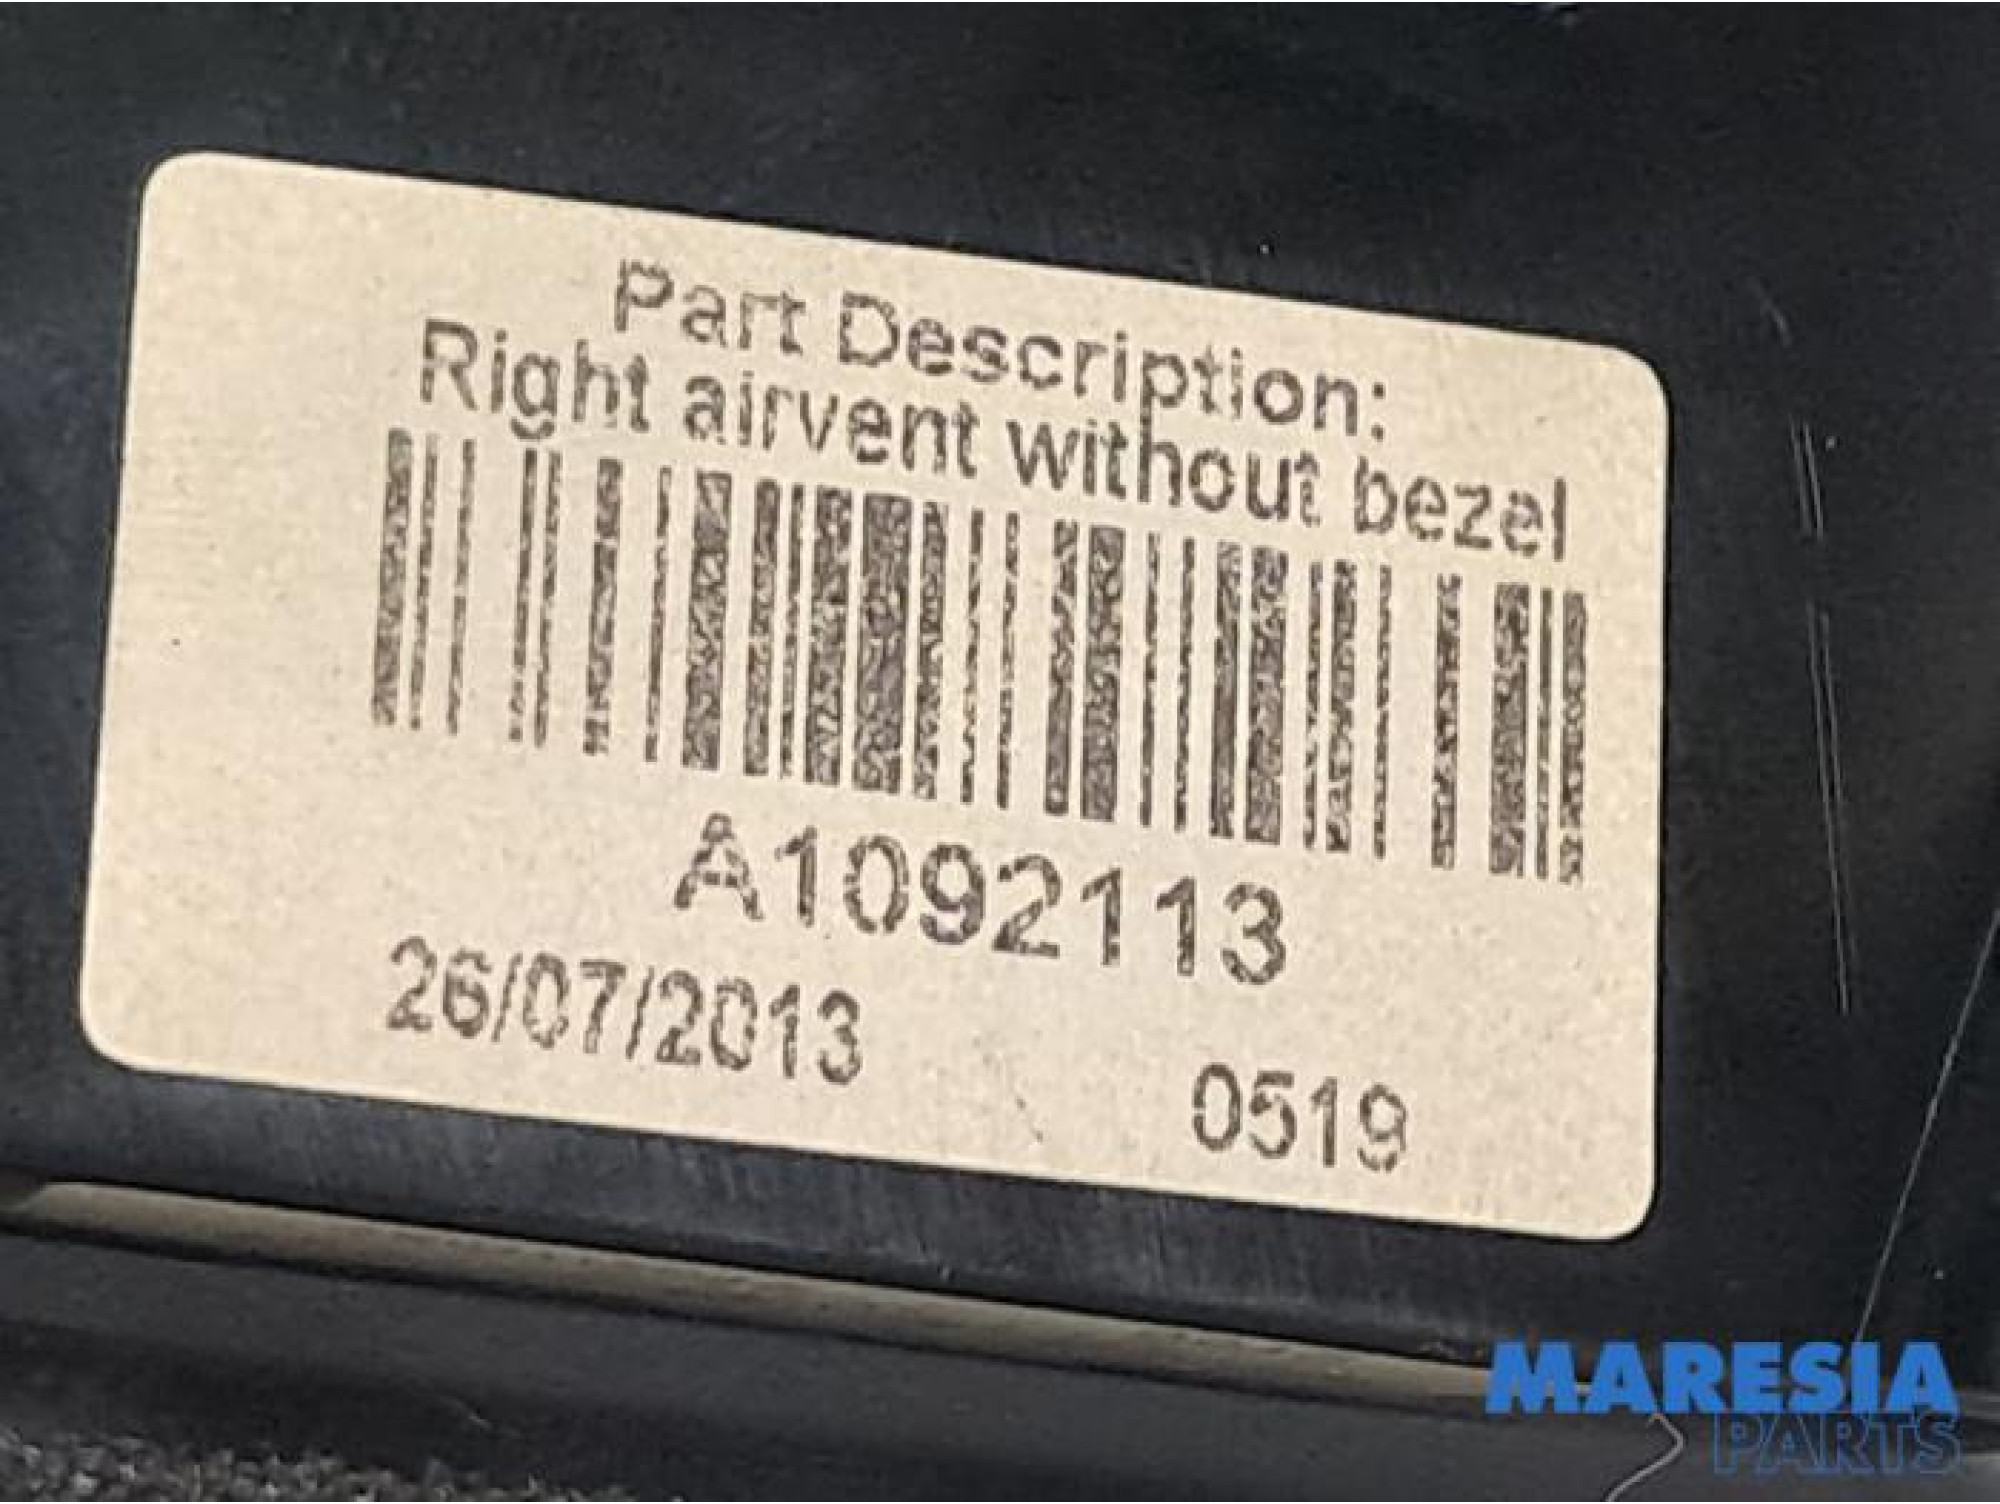 Part Description:
Right airvent without bezel
A1092113
26/07/2013
0519
MARESIA
PARTS